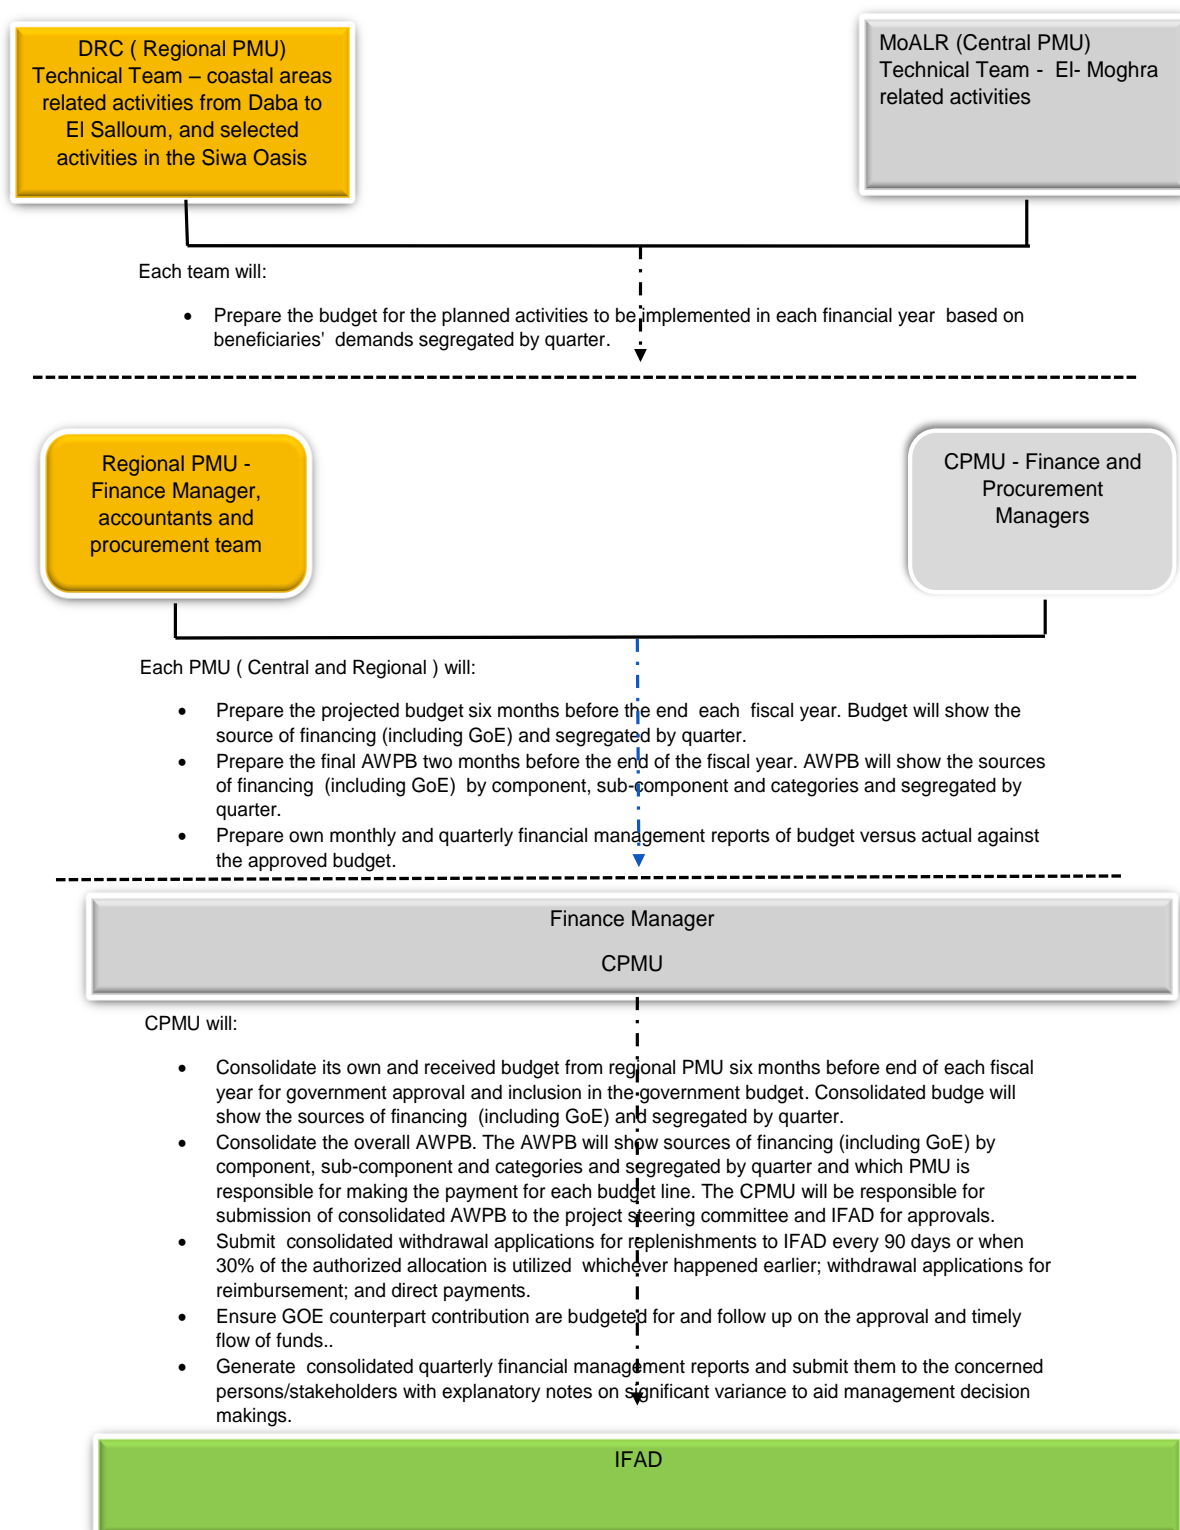 DRC ( Regional PMU)
Technical Team – coastal areas
related activities from Daba to
El Salloum, and selected
activities in the Siwa Oasis
MoALR (Central PMU)
Technical Team -  El- Moghra
related activities
Each team will:
• Prepare the budget for the planned activities to be implemented in each financial year  based on
beneficiaries'  demands segregated by quarter.
Regional PMU -
Finance Manager,
accountants and
procurement team
CPMU - Finance and
Procurement
Managers
Each PMU ( Central and Regional ) will:
• Prepare the projected budget six months before the end  each  fiscal year. Budget will show the
source of financing (including GoE) and segregated by quarter.
• Prepare the final AWPB two months before the end of the fiscal year. AWPB will show the sources
of financing  (including GoE)  by component, sub-component and categories and segregated by
quarter.
• Prepare own monthly and quarterly financial management reports of budget versus actual against
the approved budget.
Finance Manager
CPMU
CPMU will:
• Consolidate its own and received budget from regional PMU six months before end of each fiscal
year for government approval and inclusion in the government budget. Consolidated budge will
show the sources of financing  (including GoE) and segregated by quarter.
• Consolidate the overall AWPB. The AWPB will show sources of financing (including GoE) by
component, sub-component and categories and segregated by quarter and which PMU is
responsible for making the payment for each budget line. The CPMU will be responsible for
submission of consolidated AWPB to the project steering committee and IFAD for approvals.
• Submit  consolidated withdrawal applications for replenishments to IFAD every 90 days or when
30% of the authorized allocation is utilized  whichever happened earlier; withdrawal applications for
reimbursement; and direct payments.
• Ensure GOE counterpart contribution are budgeted for and follow up on the approval and timely
flow of funds..
• Generate  consolidated quarterly financial management reports and submit them to the concerned
persons/stakeholders with explanatory notes on significant variance to aid management decision
makings.
IFAD